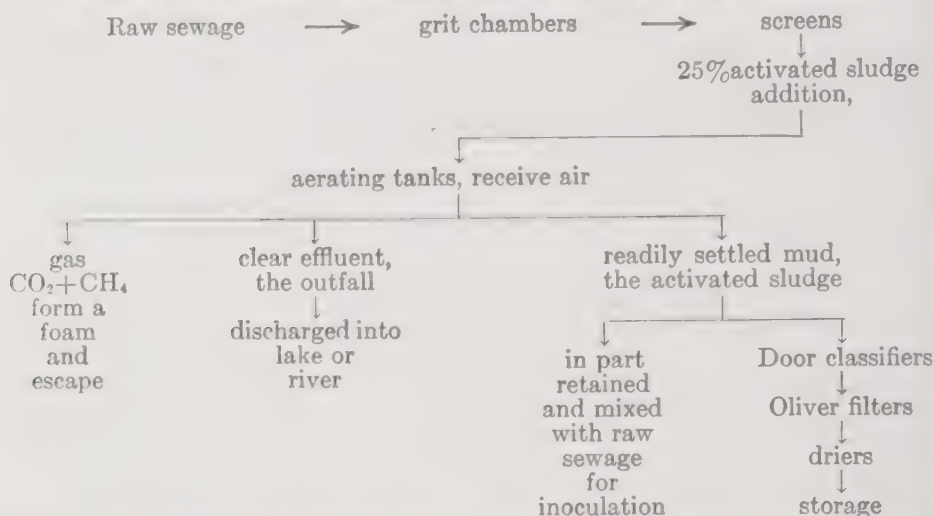 Raw sewage → grit chambers → screens
25%activated sludge
addition,
aerating tanks, receive air
gas
CO₂+CH₄
form a
foam
and
escape
clear effluent,
the outfall
discharged into
lake or
river
readily settled mud,
the activated sludge
in part
retained
and mixed
with raw
sewage
for
inoculation
Door classifiers
Oliver filters
driers
storage